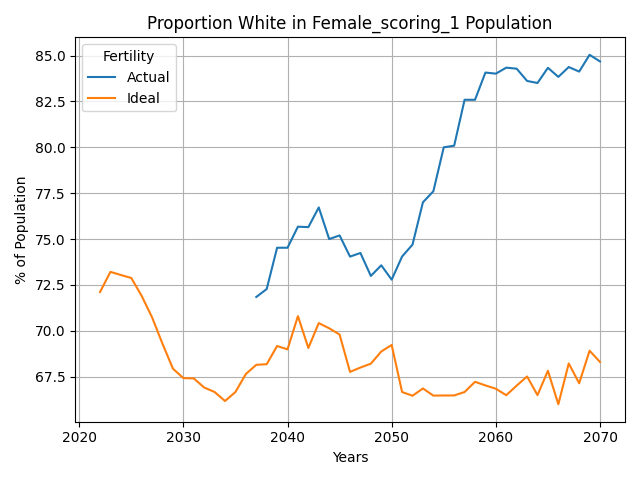 Proportion White in Female_scoring_1 Population
Fertility
Actual
Ideal
% of Population
85.0
82.5
80.0
77.5
75.0
72.5
70.0
67.5
2020 2030 2040 2050 2060 2070
Years